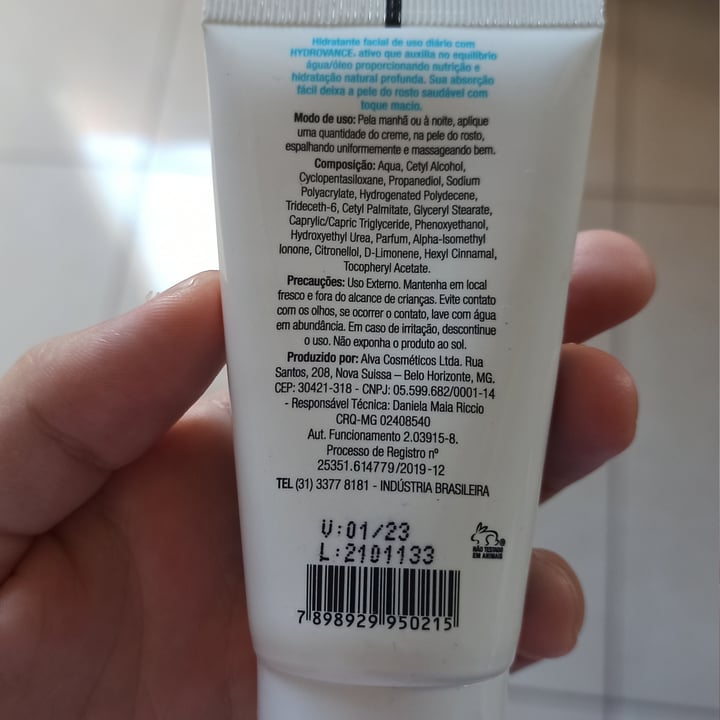 Hidratante facial de uso diário com
HYDROVANCE, ativo que auxilia no equilíbrio
água/óleo proporcionando nutrição e
hidratação natural profunda. Sua absorção
fácil deixa a pele do rosto saudável com
toque macio.
Modo de uso: Pela manhã ou à noite, aplique
uma quantidade do creme, na pele do rosto,
espalhando uniformemente e massageando bem.
Composição: Aqua, Cetyl Alcohol,
Cyclopentasiloxane, Propanediol, Sodium
Polyacrylate, Hydrogenated Polydecene,
Trideceth-6, Cetyl Palmitate, Glyceryl Stearate,
Caprylic/Capric Triglyceride, Phenoxyethanol,
Hydroxyethyl Urea, Parfum, Alpha-Isomethyl
Ionone, Citronellol, D-Limonene, Hexyl Cinnamal,
Tocopheryl Acetate.
Precauções: Uso Externo. Mantenha em local
fresco e fora do alcance de crianças. Evite contato
com os olhos, se ocorrer o contato, lave com água
em abundância. Em caso de irritação, descontinue
o uso. Não exponha o produto ao sol.
Produzido por: Alva Cosméticos Ltda. Rua
Santos, 208, Nova Suissa – Belo Horizonte, MG.
CEP: 30421-318 - CNPJ: 05.599.682/0001-14
- Responsável Técnica: Daniela Maia Riccio
CRQ-MG 02408540
Aut. Funcionamento 2.03915-8.
Processo de Registro nº
25351.614779/2019-12
TEL (31) 3377 8181 - INDÚSTRIA BRASILEIRA
V:01/23
L:2101133
NÃO TESTADO
EM ANIMAIS
7 898929 950215